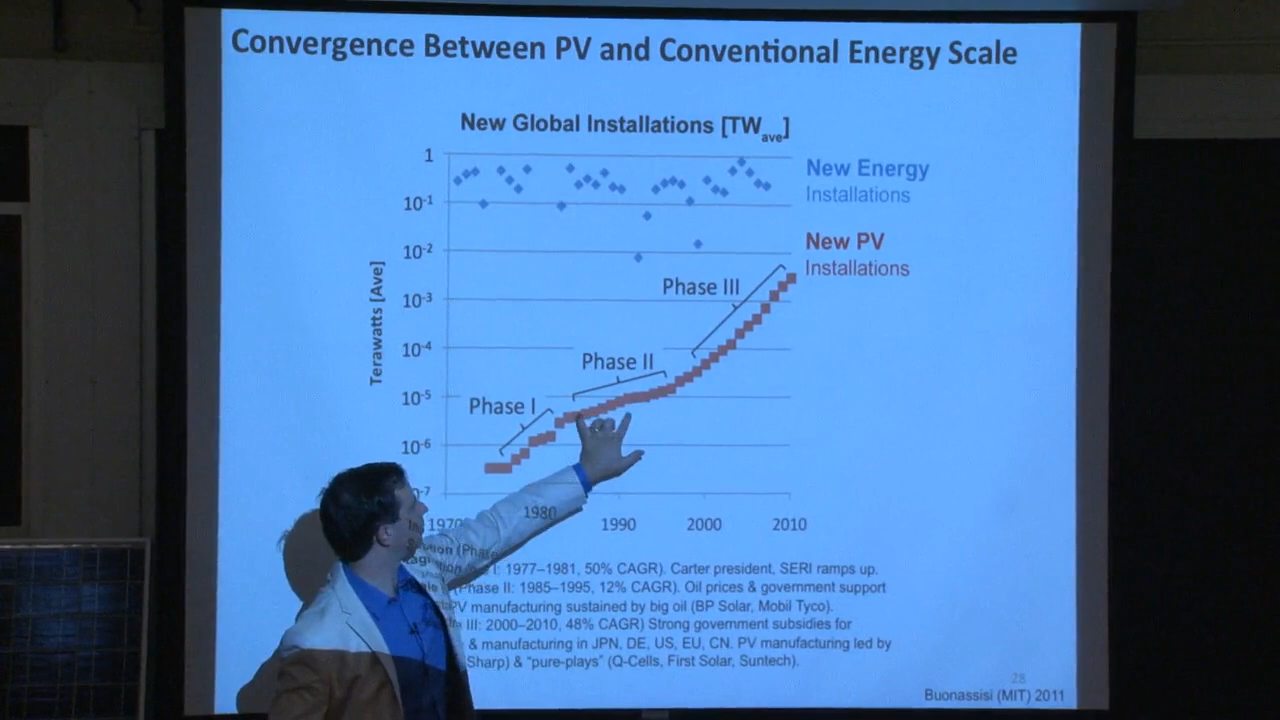 Convergence Between PV and Conventional Energy Scale
New Global Installations [TWave]
1
10-1
10-2
10-3
10-4
10-5
10-6
-7
Terawatts [Ave]
New Energy
Installations
New PV
Installations
Phase III
Phase II
Phase I
1970
1980
1990
2000
2010
(Phase
I: 1977–1981, 50% CAGR). Carter president, SERI ramps up.
(Phase II: 1985–1995, 12% CAGR). Oil prices & government support
PV manufacturing sustained by big oil (BP Solar, Mobil Tyco).
III: 2000–2010, 48% CAGR) Strong government subsidies for
& manufacturing in JPN, DE, US, EU, CN. PV manufacturing led by
Sharp) & "pure-plays" (Q-Cells, First Solar, Suntech).
28
Buonassisi (MIT) 2011